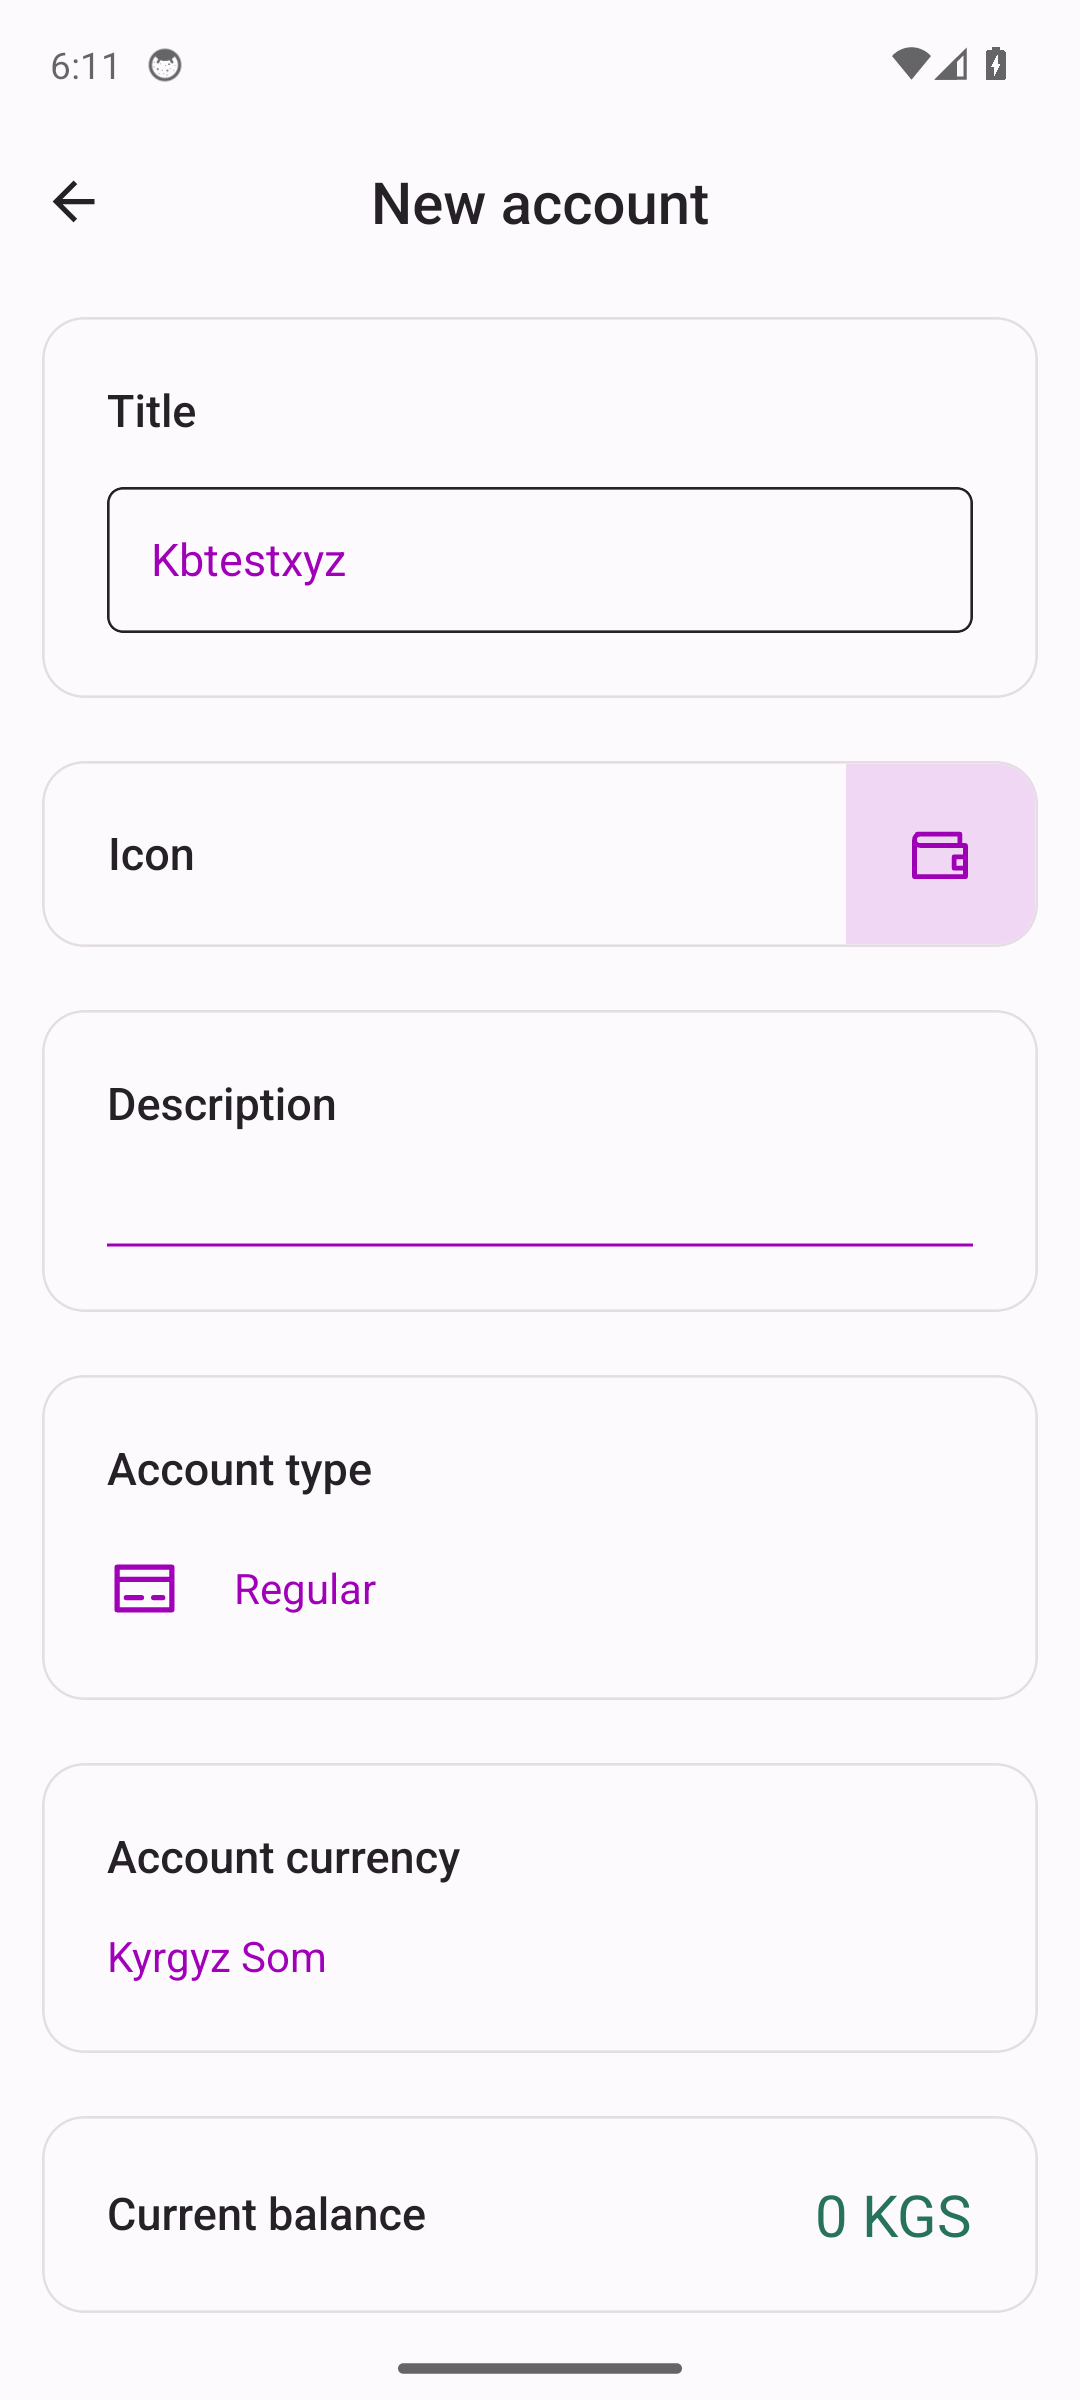 6:11
New account
Title
Kbtestxyz
Icon
Description
Account type
Regular
Account currency
Kyrgyz Som
Current balance
0 KGS